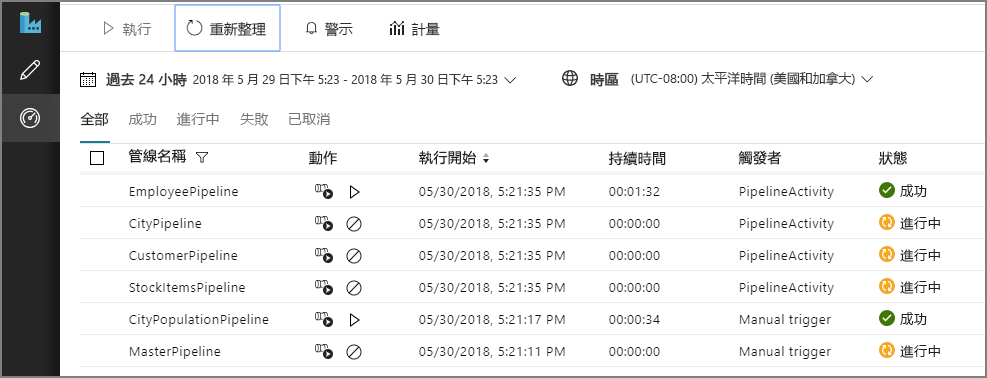 執行 重新整理 警示 計量
過去 24 小時 2018 年 5 月 29 日下午 5:23 - 2018 年 5 月 30 日下午 5:23 時區 (UTC-08:00) 太平洋時間 (美國和加拿大)
全部 成功 進行中 失敗 已取消
管線名稱 動作 執行開始 持續時間 觸發者 狀態
EmployeePipeline 05/30/2018, 5:21:35 PM 00:01:32 PipelineActivity 成功
CityPipeline 05/30/2018, 5:21:35 PM 00:00:00 PipelineActivity 進行中
CustomerPipeline 05/30/2018, 5:21:35 PM 00:00:00 PipelineActivity 進行中
StockItemsPipeline 05/30/2018, 5:21:35 PM 00:00:00 PipelineActivity 進行中
CityPopulationPipeline 05/30/2018, 5:21:17 PM 00:00:34 Manual trigger 成功
MasterPipeline 05/30/2018, 5:21:11 PM 00:00:00 Manual trigger 進行中